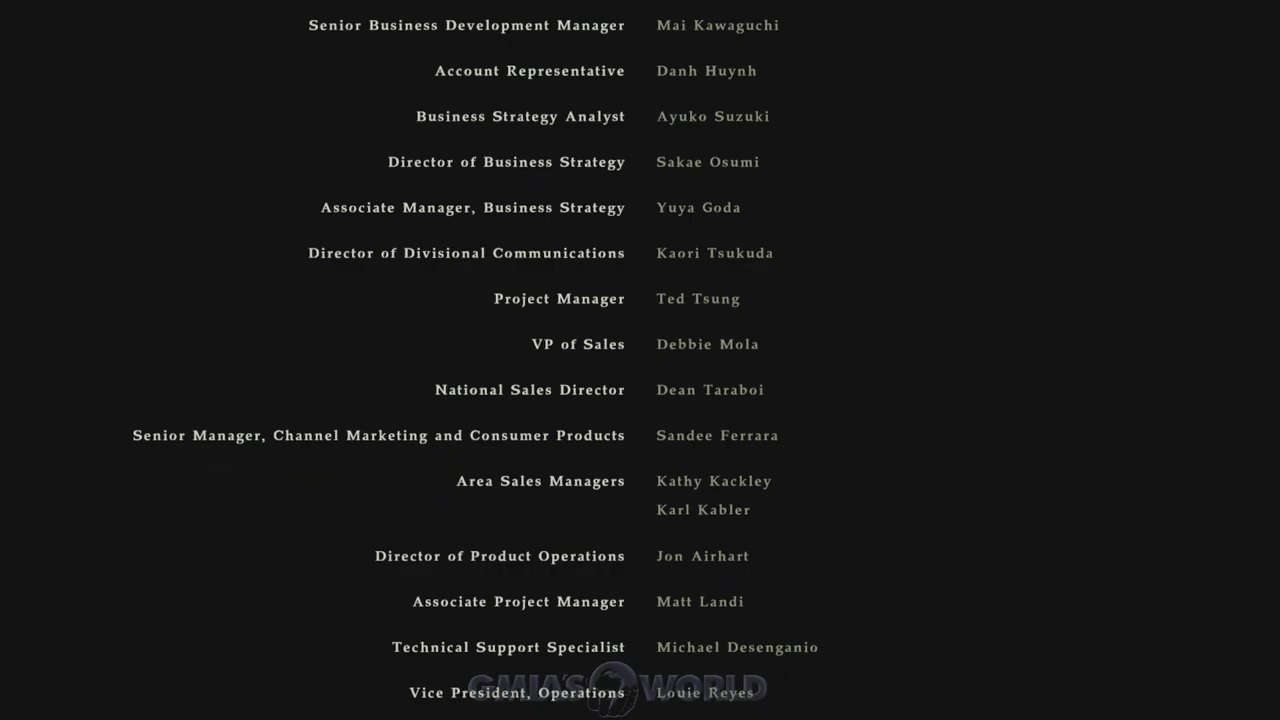 Senior Business Development Manager Mai Kawaguchi
Account Representative Danh Huynh
Business Strategy Analyst Ayuko Suzuki
Director of Business Strategy Sakae Osumi
Associate Manager, Business Strategy Yuya Goda
Director of Divisional Communications Kaori Tsukuda
Project Manager Ted Tsung
VP of Sales Debbie Mola
National Sales Director Dean Taraboi
Senior Manager, Channel Marketing and Consumer Products Sandee Ferrara
Area Sales Managers Kathy Kackley
Karl Kabler
Director of Product Operations Jon Airhart
Associate Project Manager Matt Landi
Technical Support Specialist Michael Desenganio
Vice President, Operations Louie Reyes
GMIAS WORLD